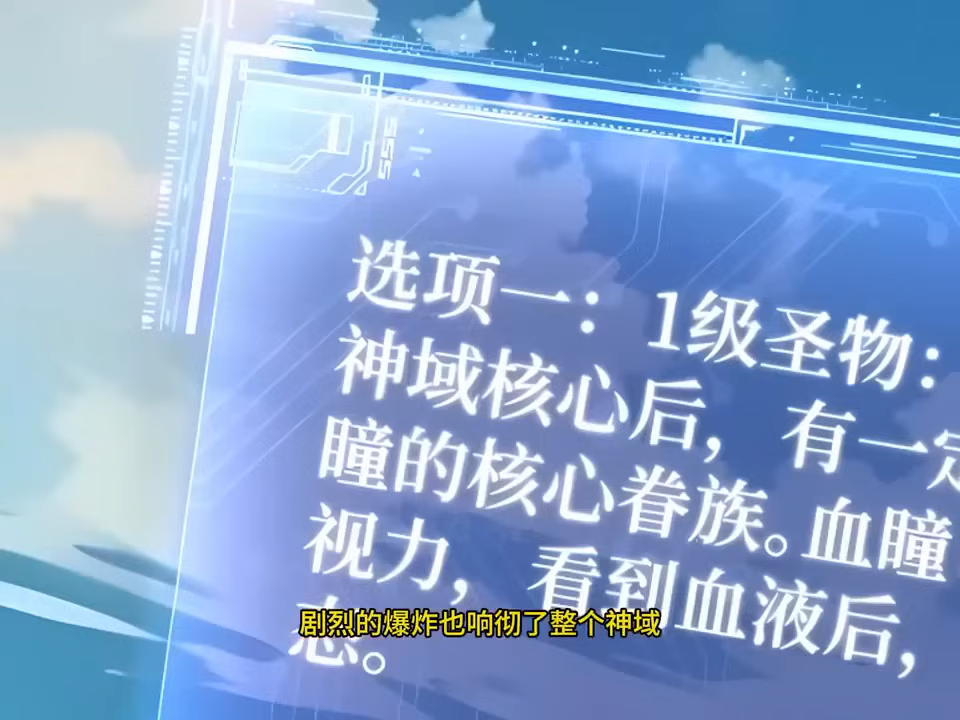 SSS
选项一：1级圣物：
神域核心后，有一定
瞳的核心眷族。血瞳
视力，看到血液后，
态。
剧烈的爆炸也响彻了整个神域